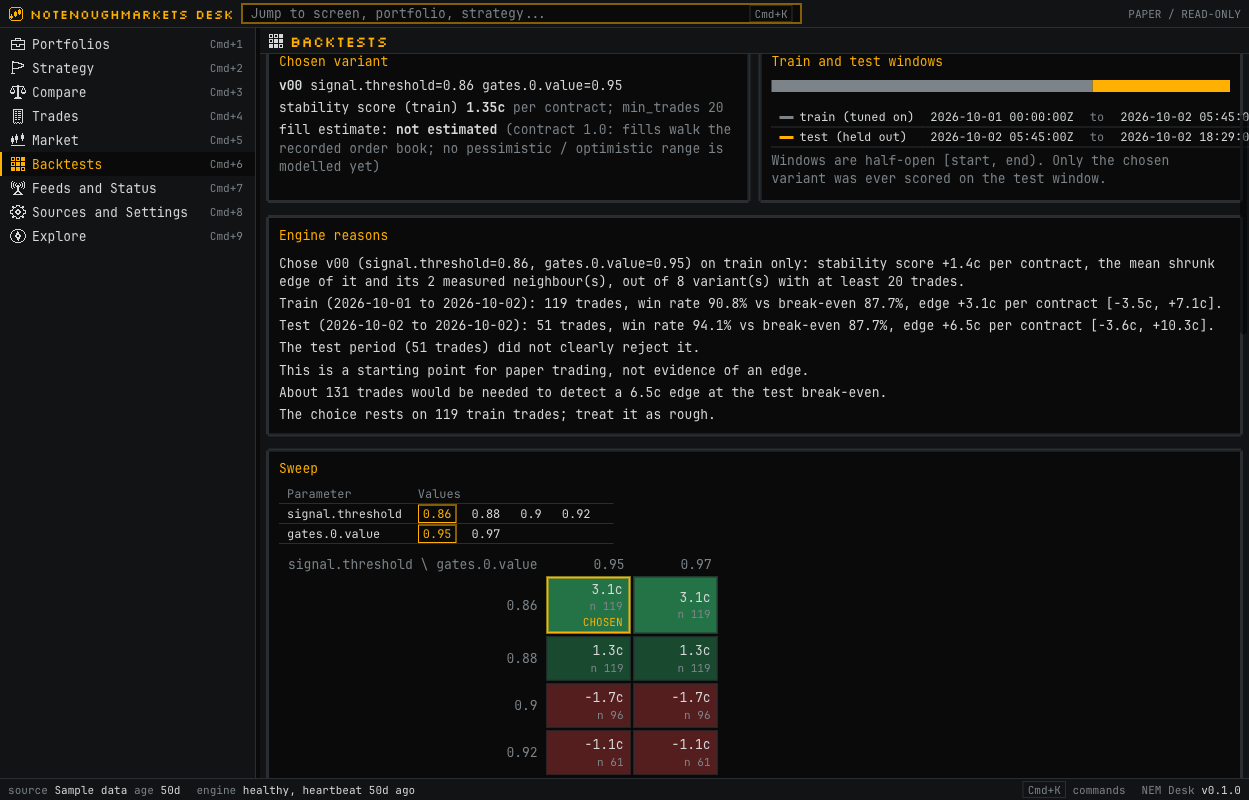 NOTENOUGHMARKETS DESK
Jump to screen, portfolio, strategy... Cmd+K
PAPER / READ-ONLY
Portfolios Cmd+1
Strategy Cmd+2
Compare Cmd+3
Trades Cmd+4
Market Cmd+5
Backtests Cmd+6
Feeds and Status Cmd+7
Sources and Settings Cmd+8
Explore Cmd+9
BACKTESTS
Chosen variant
v00 signal.threshold=0.86 gates.0.value=0.95
stability score (train) 1.35c per contract; min_trades 20
fill estimate: not estimated (contract 1.0: fills walk the
recorded order book; no pessimistic / optimistic range is
modelled yet)
Train and test windows
train (tuned on) 2026-10-01 00:00:00Z to 2026-10-02 05:45:0
test (held out) 2026-10-02 05:45:00Z to 2026-10-02 18:29:0
Windows are half-open [start, end). Only the chosen
variant was ever scored on the test window.
Engine reasons
Chose v00 (signal.threshold=0.86, gates.0.value=0.95) on train only: stability score +1.4c per contract, the mean shrunk
edge of it and its 2 measured neighbour(s), out of 8 variant(s) with at least 20 trades.
Train (2026-10-01 to 2026-10-02): 119 trades, win rate 90.8% vs break-even 87.7%, edge +3.1c per contract [-3.5c, +7.1c].
Test (2026-10-02 to 2026-10-02): 51 trades, win rate 94.1% vs break-even 87.7%, edge +6.5c per contract [-3.6c, +10.3c].
The test period (51 trades) did not clearly reject it.
This is a starting point for paper trading, not evidence of an edge.
About 131 trades would be needed to detect a 6.5c edge at the test break-even.
The choice rests on 119 train trades; treat it as rough.
Sweep
Parameter Values
signal.threshold 0.86 0.88 0.9 0.92
gates.0.value 0.95 0.97
signal.threshold \ gates.0.value 0.95 0.97
0.86 3.1c n 119 CHOSEN 3.1c n 119
0.88 1.3c n 119 1.3c n 119
0.9 -1.7c n 96 -1.7c n 96
0.92 -1.1c n 61 -1.1c n 61
source Sample data age 50d engine healthy, heartbeat 50d ago
Cmd+K commands NEM Desk v0.1.0